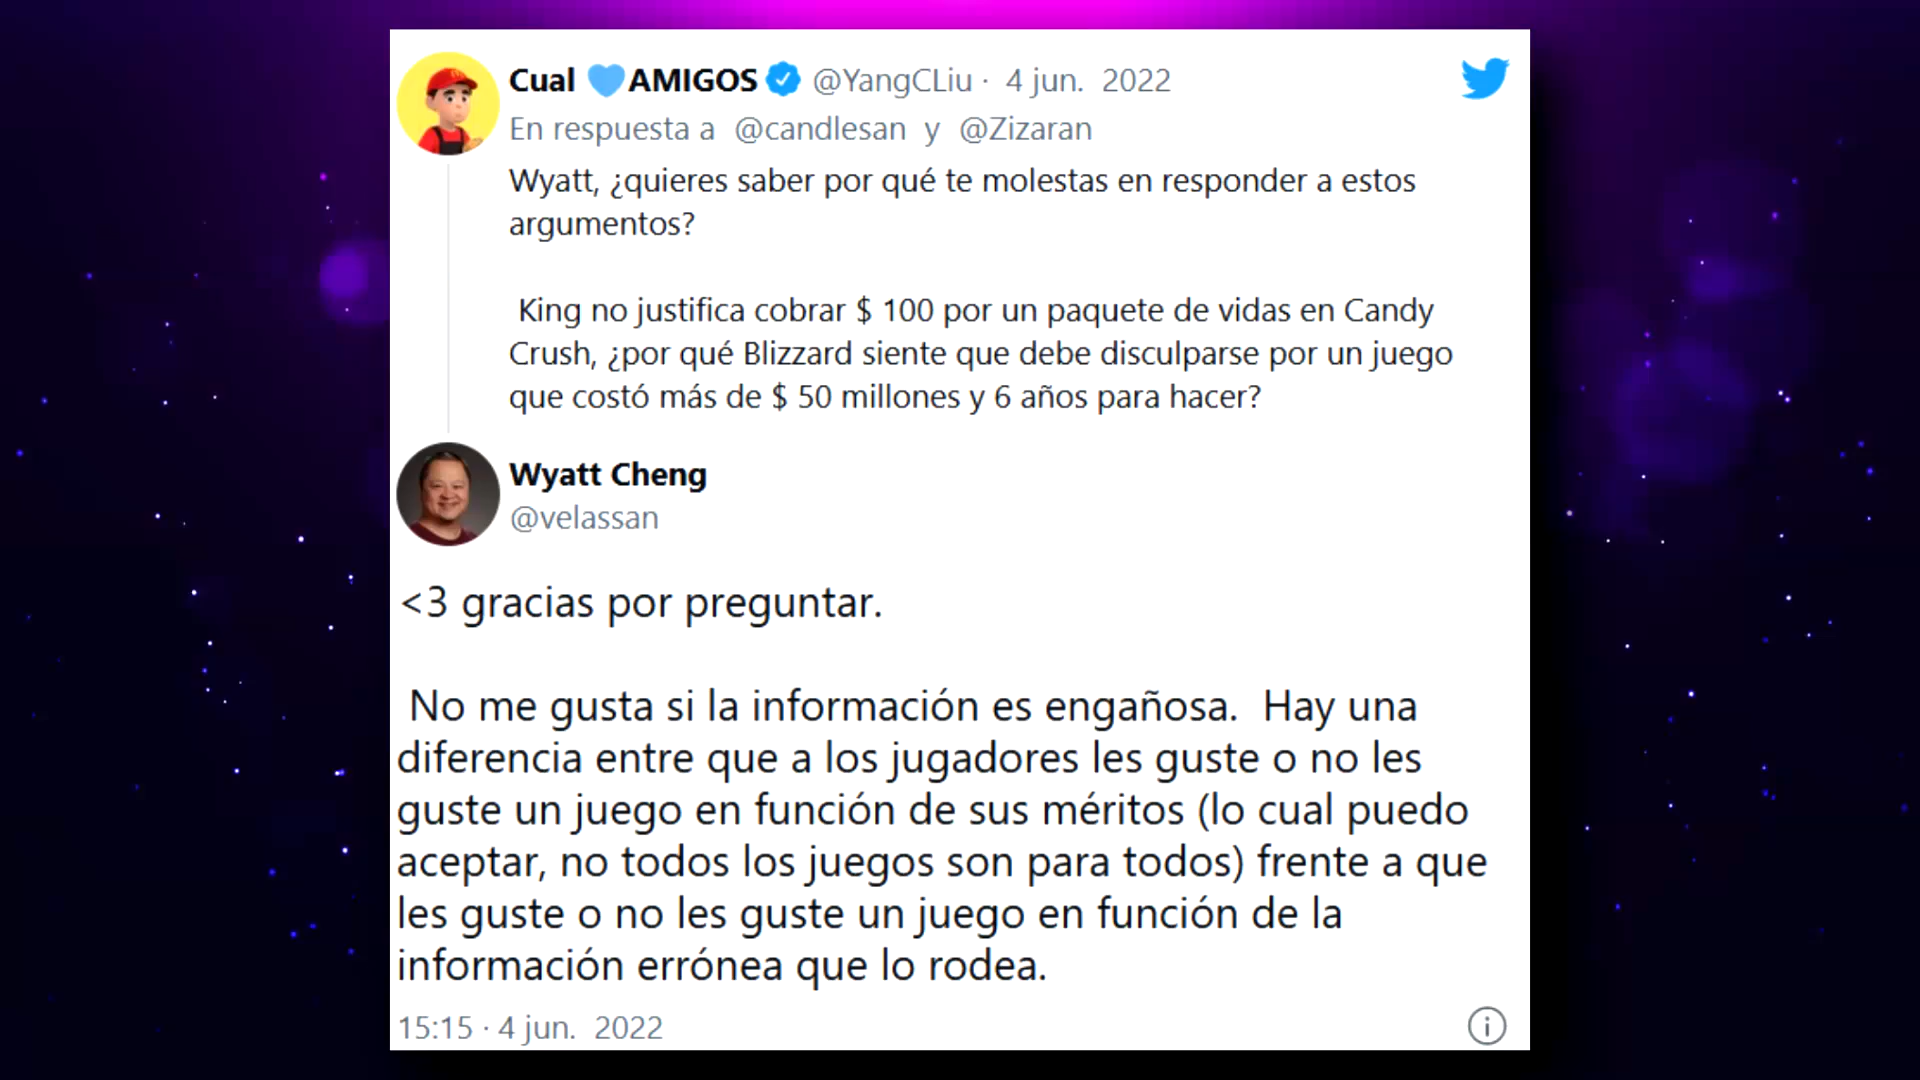 Cual 💙AMIGOS @YangCLiu · 4 jun. 2022
En respuesta a @candlesan y @Zizaran
Wyatt, ¿quieres saber por qué te molestas en responder a estos
argumentos?
King no justifica cobrar $ 100 por un paquete de vidas en Candy
Crush, ¿por qué Blizzard siente que debe disculparse por un juego
que costó más de $ 50 millones y 6 años para hacer?
Wyatt Cheng
@velassan
<3 gracias por preguntar.
No me gusta si la información es engañosa. Hay una
diferencia entre que a los jugadores les guste o no les
guste un juego en función de sus méritos (lo cual puedo
aceptar, no todos los juegos son para todos) frente a que
les guste o no les guste un juego en función de la
información errónea que lo rodea.
15:15 · 4 jun. 2022